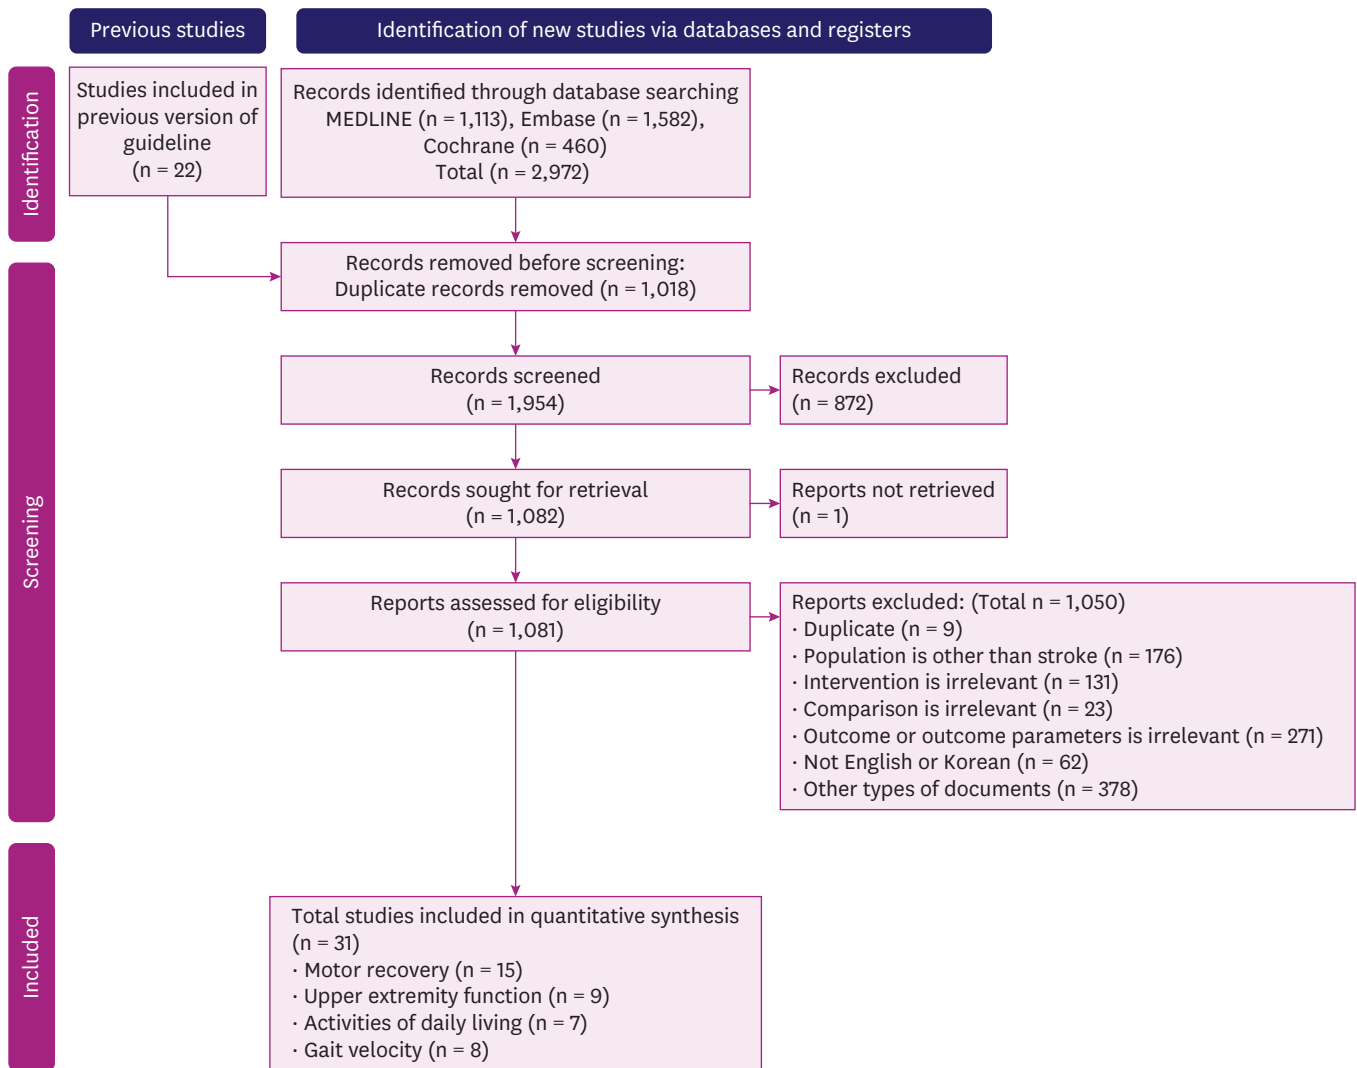 Previous studies
Identification of new studies via databases and registers
Identification
Studies included in
previous version of
guideline
(n = 22)
Records identified through database searching
MEDLINE (n = 1,113), Embase (n = 1,582),
Cochrane (n = 460)
Total (n = 2,972)
Screening
Records removed before screening:
Duplicate records removed (n = 1,018)
Records screened
(n = 1,954)
Records excluded
(n = 872)
Records sought for retrieval
(n = 1,082)
Reports not retrieved
(n = 1)
Reports assessed for eligibility
(n = 1,081)
Reports excluded: (Total n = 1,050)
· Duplicate (n = 9)
· Population is other than stroke (n = 176)
· Intervention is irrelevant (n = 131)
· Comparison is irrelevant (n = 23)
· Outcome or outcome parameters is irrelevant (n = 271)
· Not English or Korean (n = 62)
· Other types of documents (n = 378)
Included
Total studies included in quantitative synthesis
(n = 31)
· Motor recovery (n = 15)
· Upper extremity function (n = 9)
· Activities of daily living (n = 7)
· Gait velocity (n = 8)